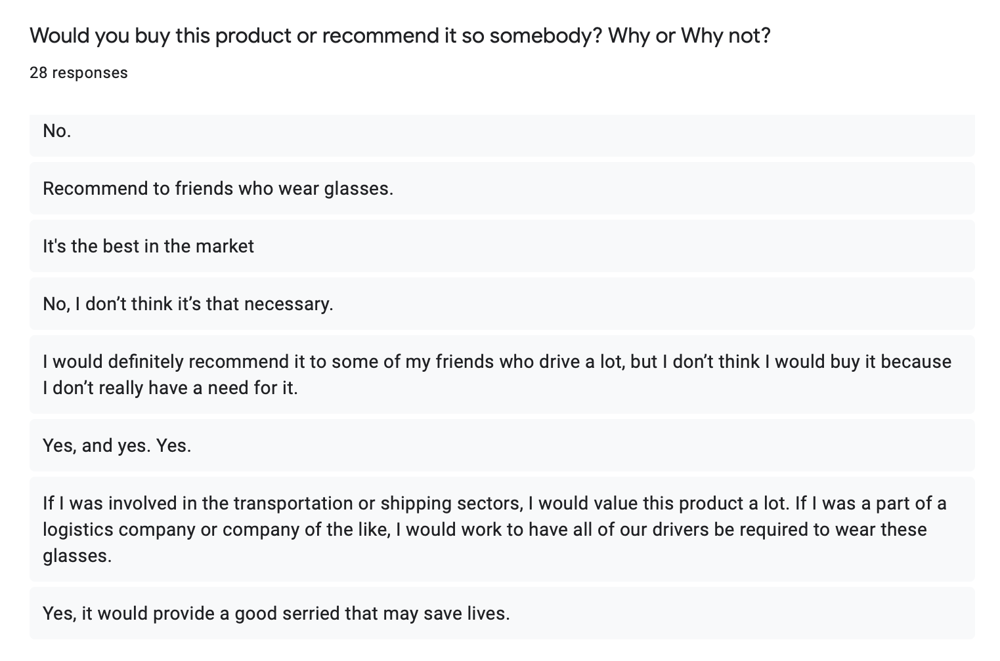 Would you buy this product or recommend it so somebody? Why or Why not?
28 responses
No.
Recommend to friends who wear glasses.
It's the best in the market
No, I don’t think it’s that necessary.
I would definitely recommend it to some of my friends who drive a lot, but I don’t think I would buy it because
I don’t really have a need for it.
Yes, and yes. Yes.
If I was involved in the transportation or shipping sectors, I would value this product a lot. If I was a part of a
logistics company or company of the like, I would work to have all of our drivers be required to wear these
glasses.
Yes, it would provide a good serried that may save lives.